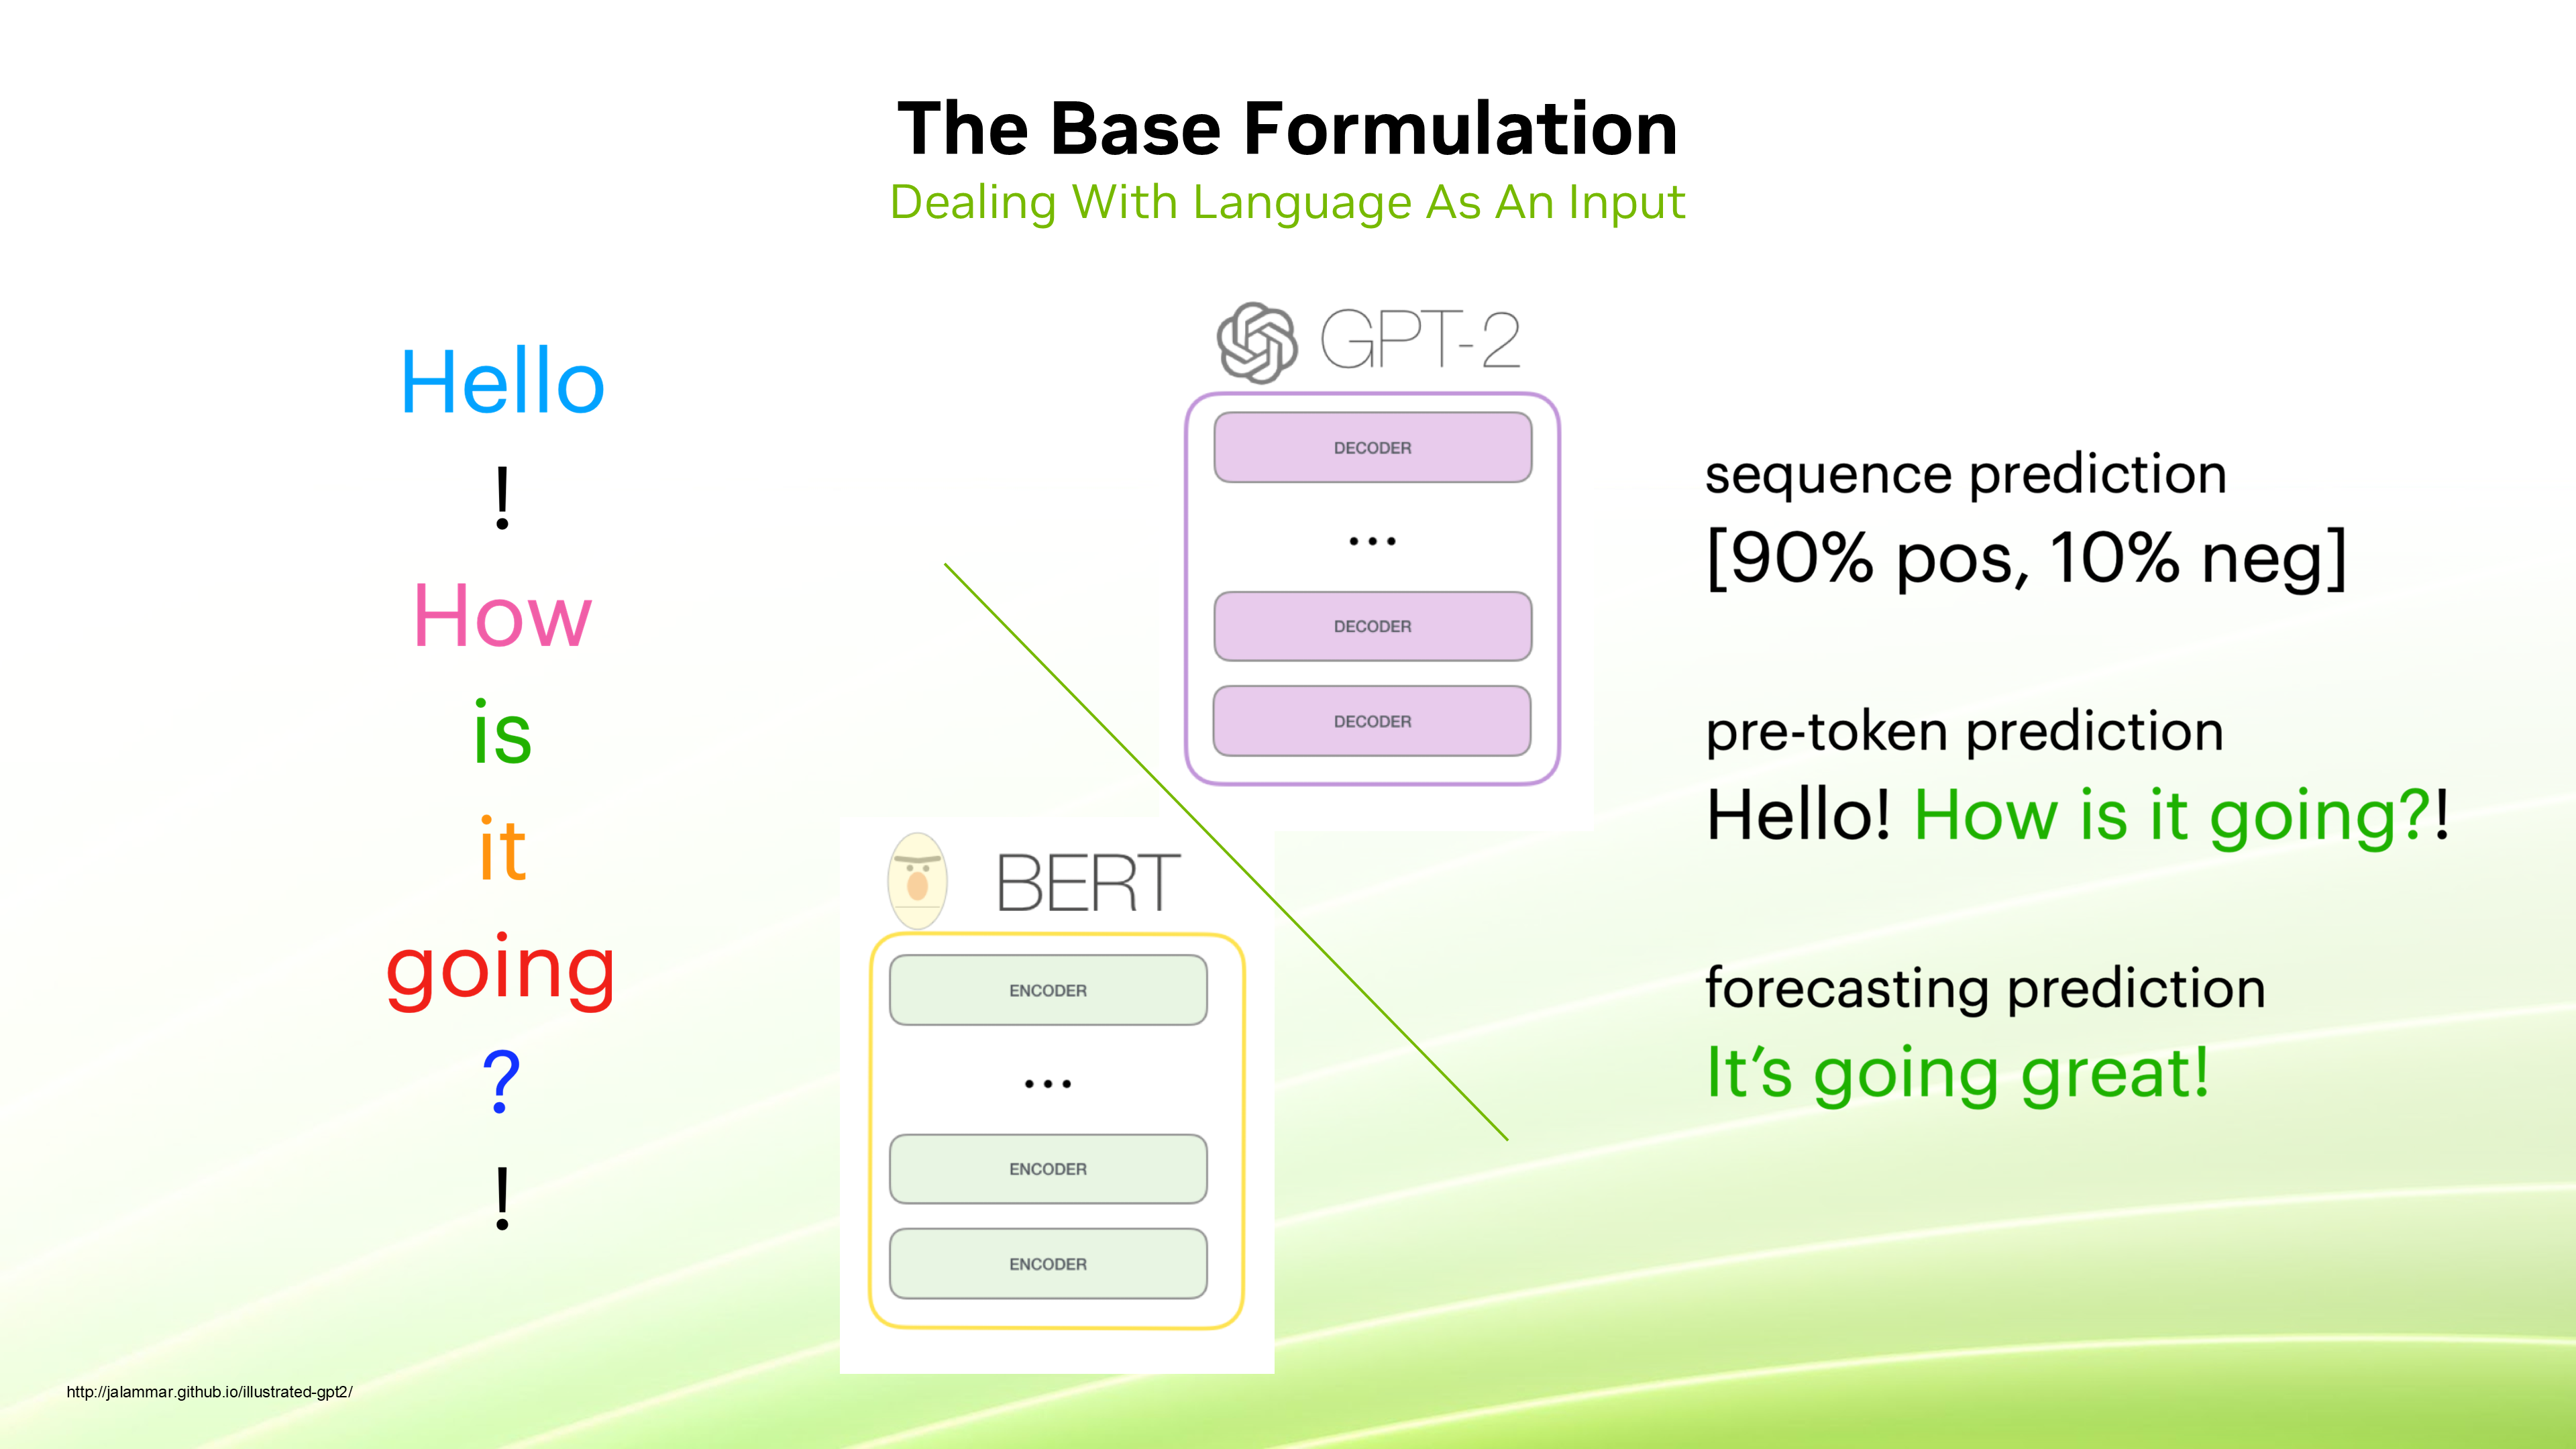 The Base Formulation
Dealing With Language As An Input
Hello
!
How
is
it
going
?
!
GPT-2
DECODER
...
DECODER
DECODER
BERT
ENCODER
...
ENCODER
ENCODER
sequence prediction
[90% pos, 10% neg]
pre-token prediction
Hello! How is it going?!
forecasting prediction
It’s going great!
http://jalammar.github.io/illustrated-gpt2/